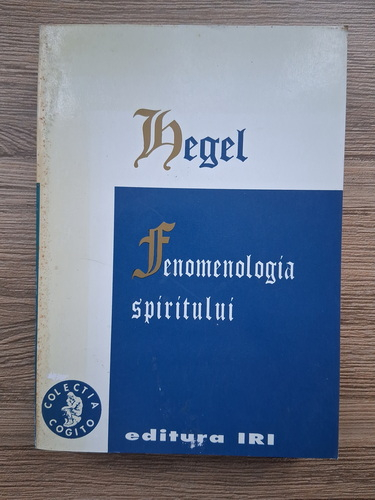 Hegel
Fenomenologia
spiritului
COLECTIA
COGITO
editura IRI